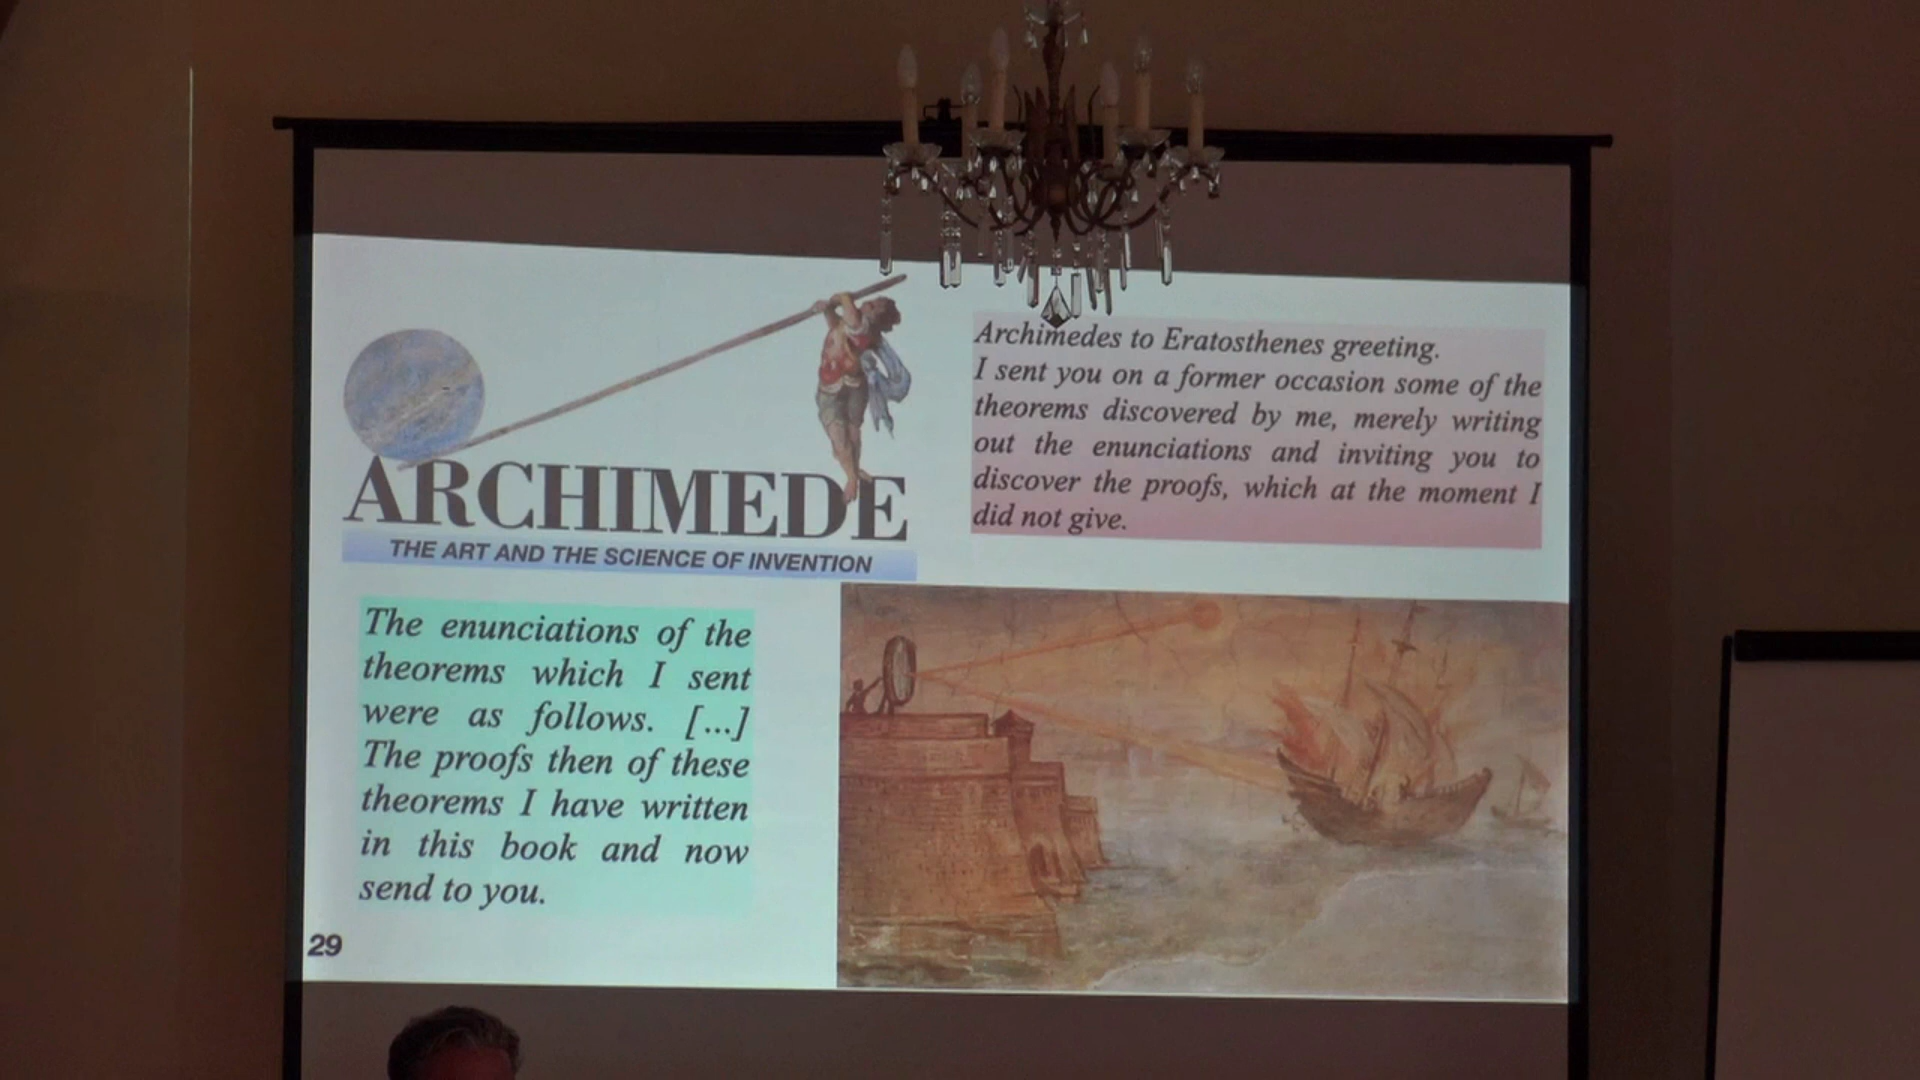 ARCHIMEDE
THE ART AND THE SCIENCE OF INVENTION
Archimedes to Eratosthenes greeting.
I sent you on a former occasion some of the
theorems discovered by me, merely writing
out the enunciations and inviting you to
discover the proofs, which at the moment I
did not give.
The enunciations of the
theorems which I sent
were as follows. [...]
The proofs then of these
theorems I have written
in this book and now
send to you.
29